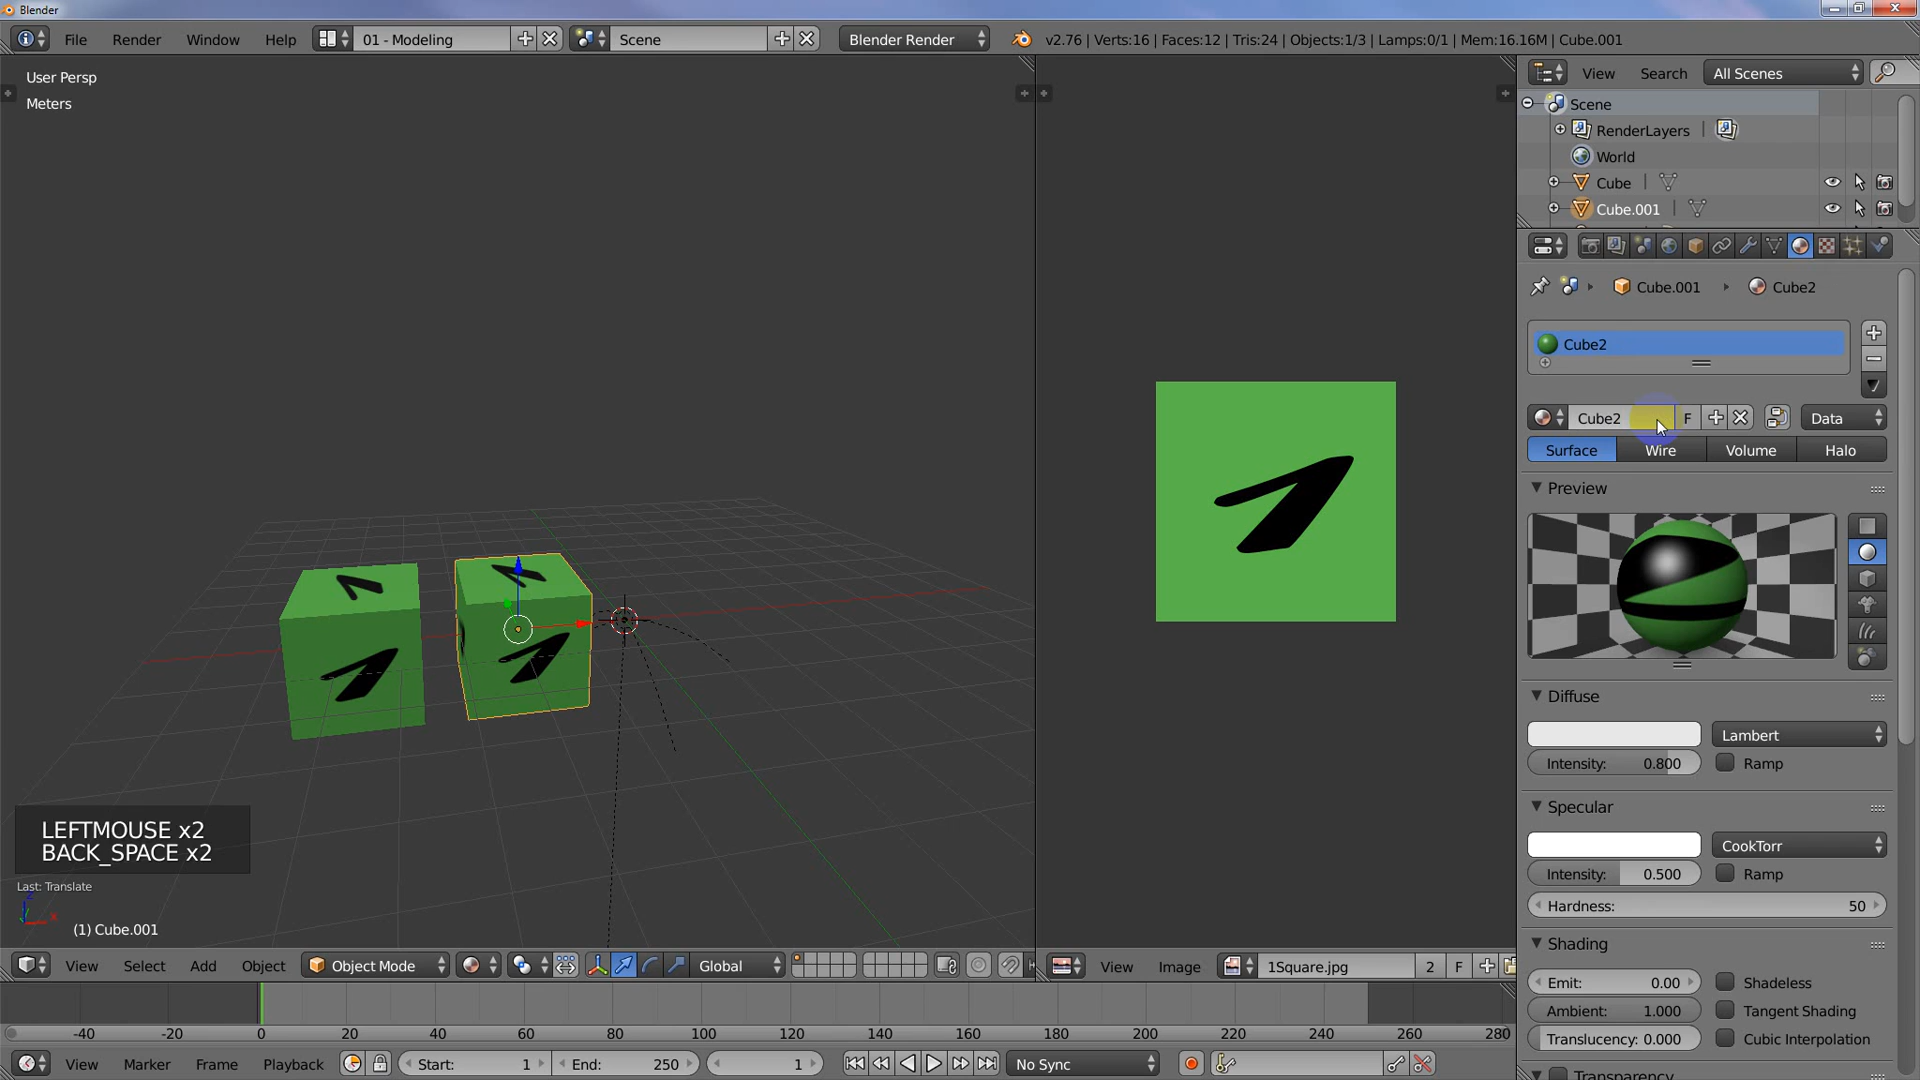 Blender
File Render Window Help 01 - Modeling Scene Blender Render v2.76 | Verts:16 | Faces:12 | Tris:24 | Objects:1/3 | Lamps:0/1 | Mem:16.16M | Cube.001
User Persp
Meters
View Search All Scenes
Scene
RenderLayers
World
Cube
Cube.001
Cube.001 Cube2
Cube2
Cube2 F Data
Surface Wire Volume Halo
Preview
Diffuse
Lambert
Intensity: 0.800 Ramp
Specular
CookTorr
Intensity: 0.500 Ramp
Hardness: 50
Shading
Emit: 0.00 Shadeless
Ambient: 1.000 Tangent Shading
Translucency: 0.000 Cubic Interpolation
Transparency
LEFTMOUSE x2
BACK_SPACE x2
Last: Translate
(1) Cube.001
View Select Add Object Object Mode Global
View Image 1Square.jpg 2 F
-40 -20 0 20 40 60 80 100 120 140 160 180 200 220 240 260 280
View Marker Frame Playback Start: 1 End: 250 1 No Sync